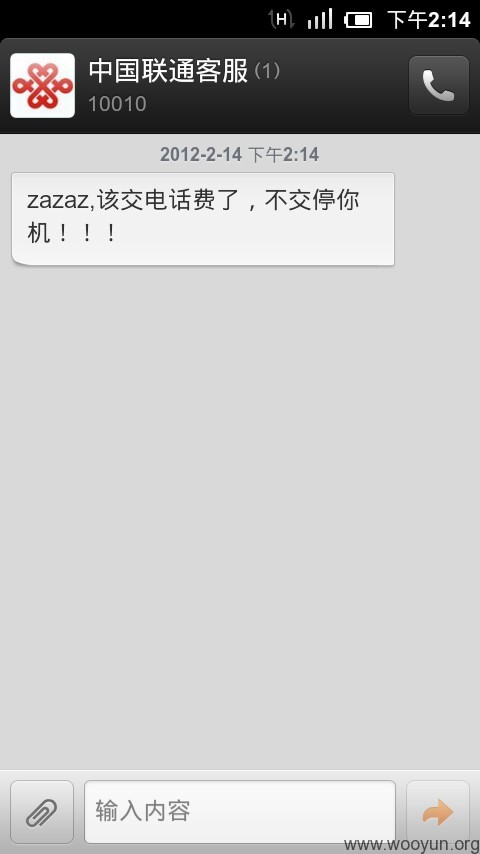 H 下午2:14
中国联通客服(1)
10010
2012-2-14 下午2:14
zazaz,该交电话费了，不交停你
机！！！
输入内容
www.wooyun.org